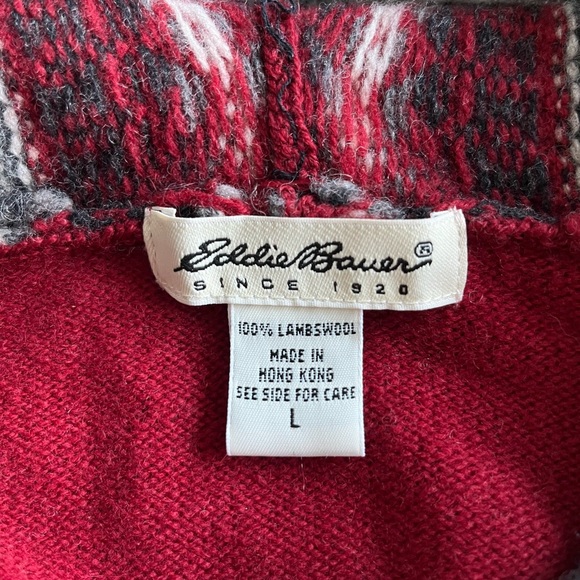 Eddie Bauer®
SINCE 1920
100% LAMBSWOOL
MADE IN
HONG KONG
SEE SIDE FOR CARE
L